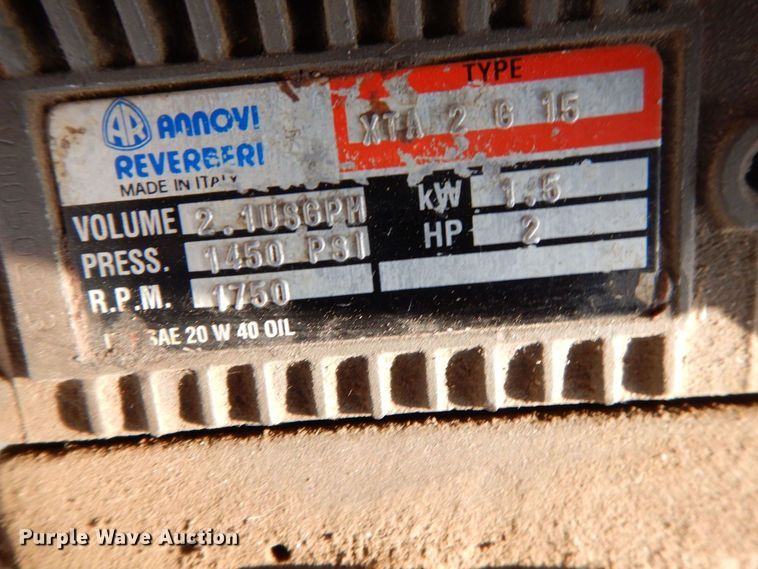 TYPE
AR ANNOVI REVERBERI
XTA 2 G 15
MADE IN ITALY
VOLUME 2.1USGPM kW 1.5
PRESS. 1450 PSI HP 2
R.P.M. 1750
SAE 20 W 40 OIL
Purple Wave Auction